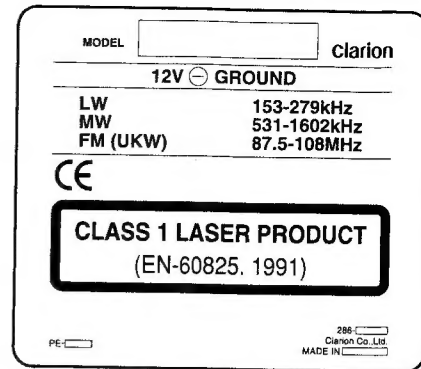 MODEL clarion
12V ⊖ GROUND
LW 153-279kHz
MW 531-1602kHz
FM (UKW) 87.5-108MHz
CE
CLASS 1 LASER PRODUCT
(EN-60825. 1991)
286-
Clarion Co., Ltd.
PE- MADE IN